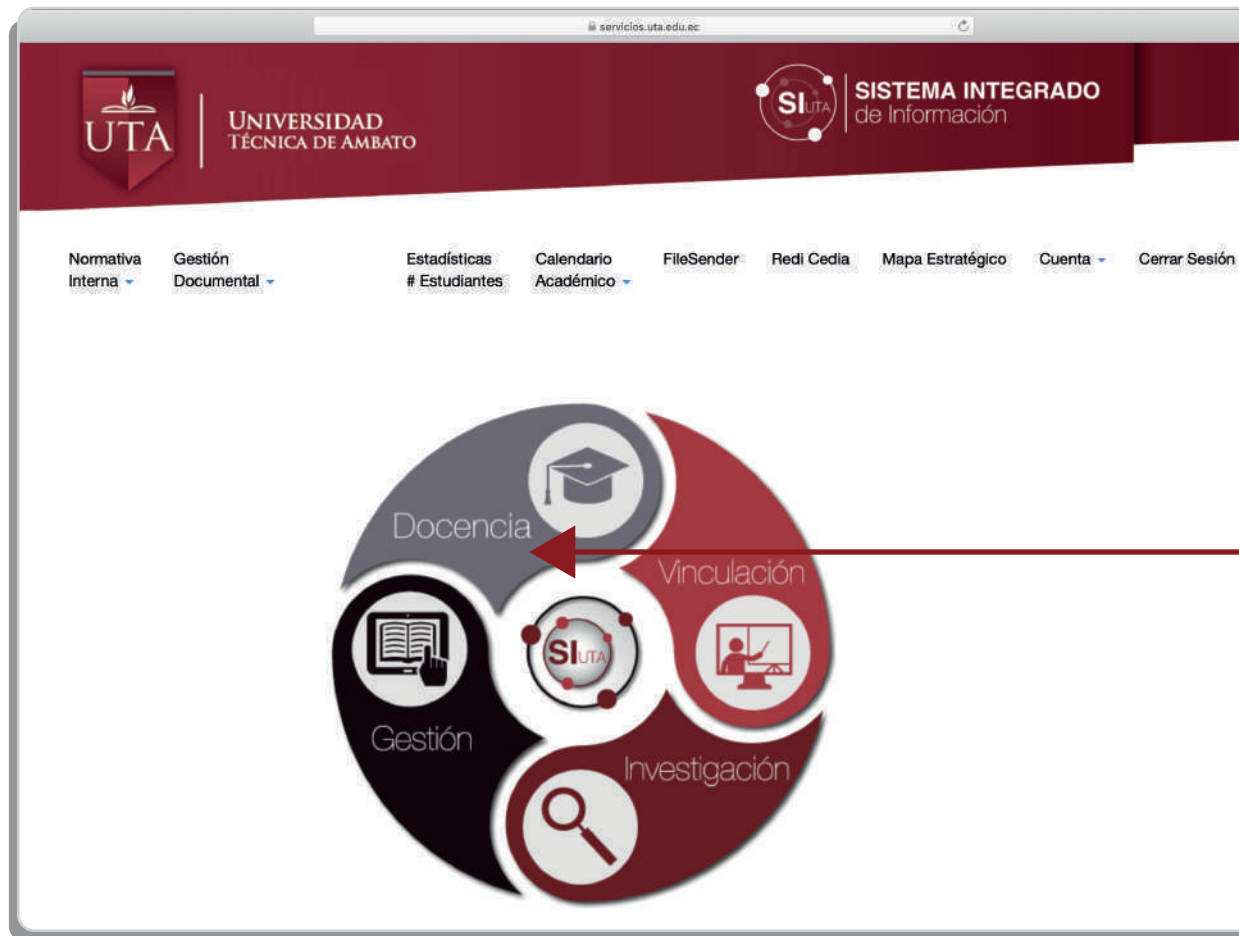 servicios.uta.edu.ec
UTA
UNIVERSIDAD
TÉCNICA DE AMBATO
SIUTA
SISTEMA INTEGRADO
de Información
Normativa
Interna
Gestión
Documental
Estadísticas
# Estudiantes
Calendario
Académico
FileSender
Redi Cedia
Mapa Estratégico
Cuenta
Cerrar Sesión
Docencia
Vinculación
SIUTA
Gestión
Investigación